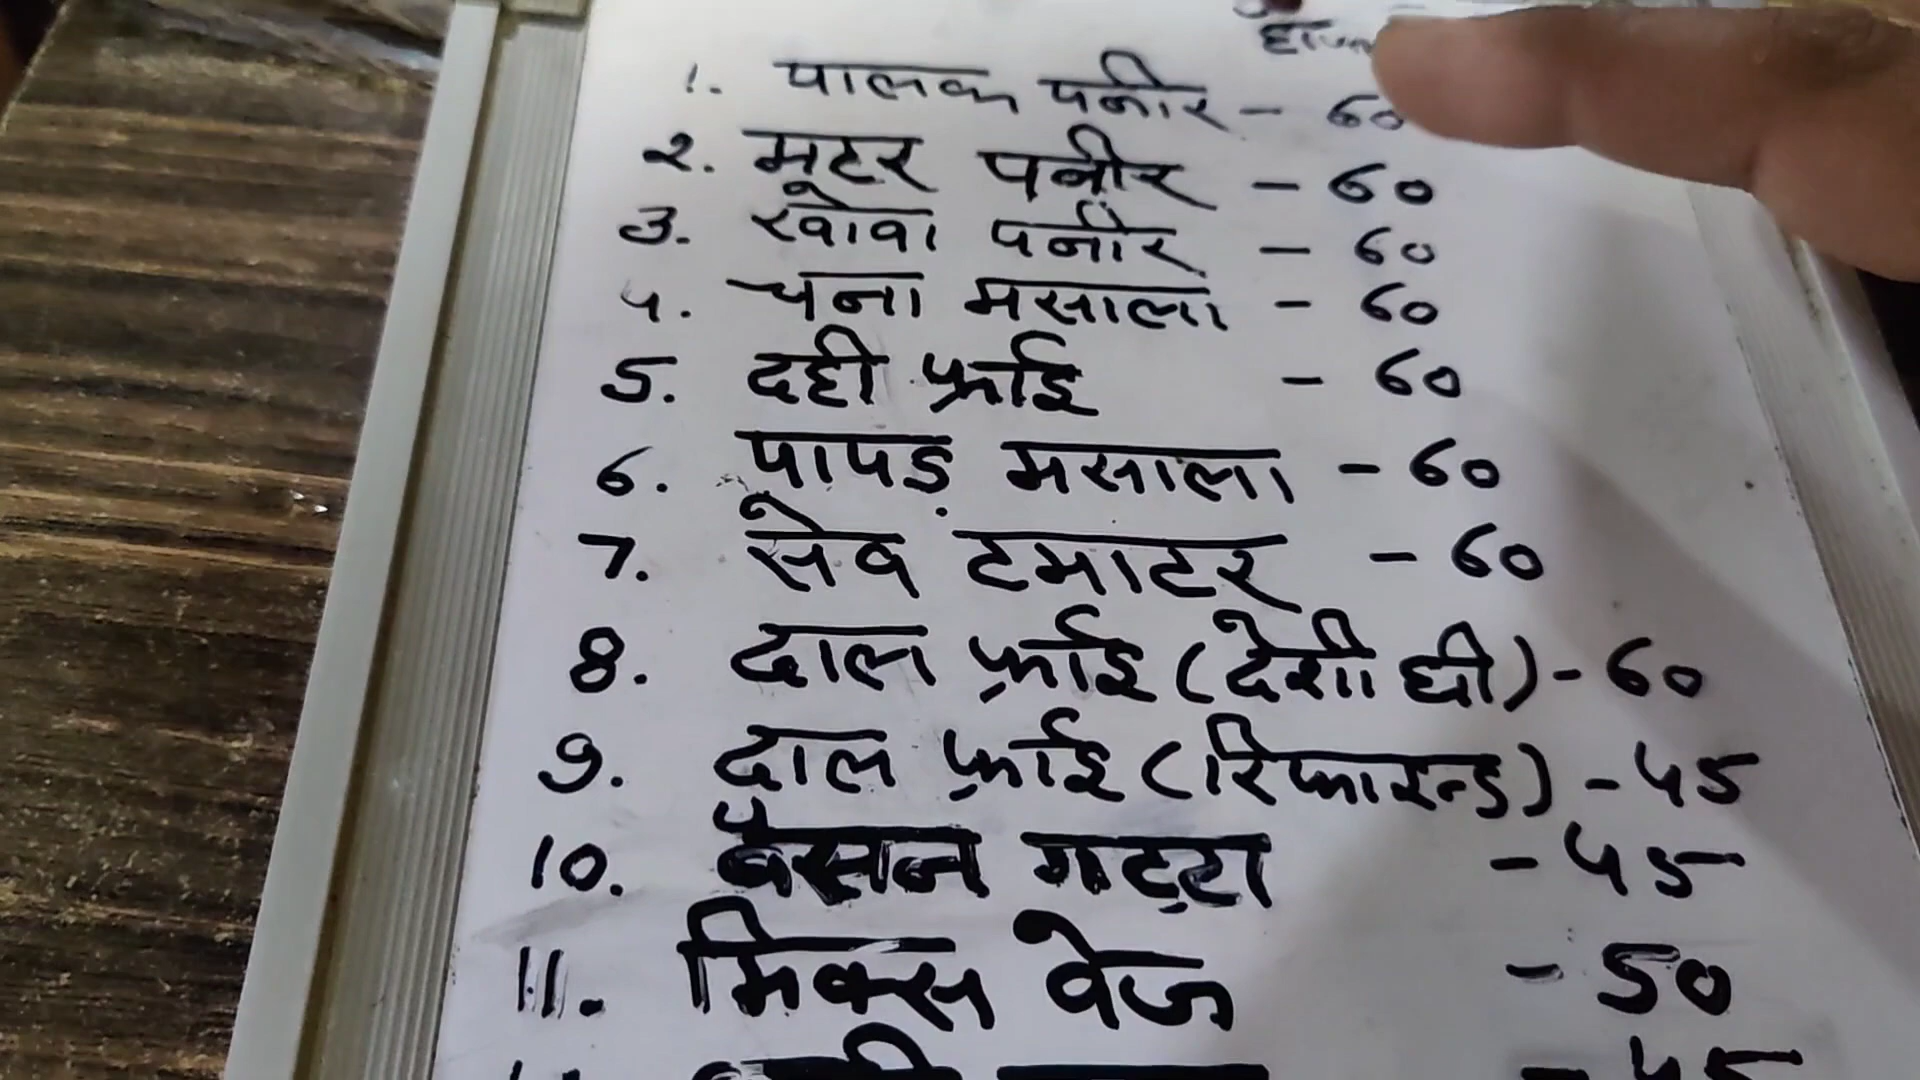 1. पालक पनीर - 60
2. मटर पनीर - 60
3. खोवा पनीर - 60
4. चना मसाला - 60
5. दही फ्राई - 60
6. पापड़ मसाला - 60
7. सेव टमाटर - 60
8. दाल फ़्राई (देशी घी) - 60
9. दाल फ़्राई (रिफाइन्ड) - 45
10. बेसन गट्टा - 45
11. मिक्स वेज - 50
- 45